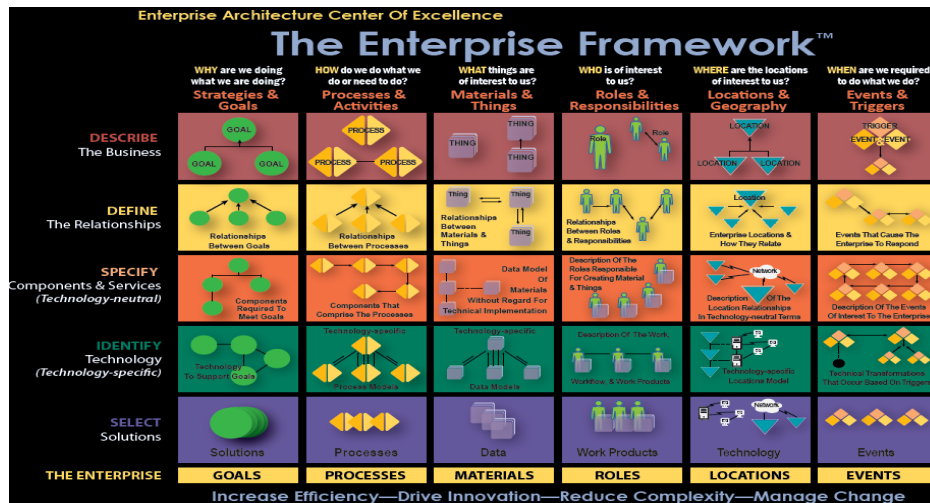 Enterprise Architecture Center Of Excellence
The Enterprise Framework™
WHY are we doing
what we are doing?
Strategies &
Goals
HOW do we do what we
do or need to do?
Processes &
Activities
WHAT things are
of interest to us?
Materials &
Things
WHO is of interest
to us?
Roles &
Responsibilities
WHERE are the locations
of interest to us?
Locations &
Geography
WHEN are we required
to do what we do?
Events &
Triggers
DESCRIBE
The Business
GOAL
GOAL GOAL
PROCESS
PROCESS PROCESS
THING
THING
THING
Role
Role
LOCATION
LOCATION LOCATION
TRIGGER
EVENT EVENT
DEFINE
The Relationships
Relationships
Between Goals
Relationships
Between Processes
Thing Thing
Relationships
Between
Materials &
Things
Thing
Relationships
Between Roles
& Responsibilities
Location
Enterprise Locations &
How They Relate
Events That Cause The
Enterprise To Respond
SPECIFY
Components & Services
(Technology-neutral)
Components
Required To
Meet Goals
Components That
Comprise The Processes
Data Model
Of
Materials
Without Regard For
Technical Implementation
Description Of The
Roles Responsible
For Creating Material
& Things
Network
Description Of The
Location Relationships
In Technology-neutral Terms
Description Of The Events
Of Interest To The Enterprise
IDENTIFY
Technology
(Technology-specific)
Technology
To Support Goals
Technology-specific
Process Models
Technology-specific
Data Models
Description Of The Work,
Workflow, & Work Products
Technology-specific
Locations Model
Technical Transformations
That Occur Based On Triggers
SELECT
Solutions
Solutions
Processes
Data
Work Products
Network
Technology
Events
THE ENTERPRISE
GOALS
PROCESSES
MATERIALS
ROLES
LOCATIONS
EVENTS
Increase Efficiency—Drive Innovation—Reduce Complexity—Manage Change